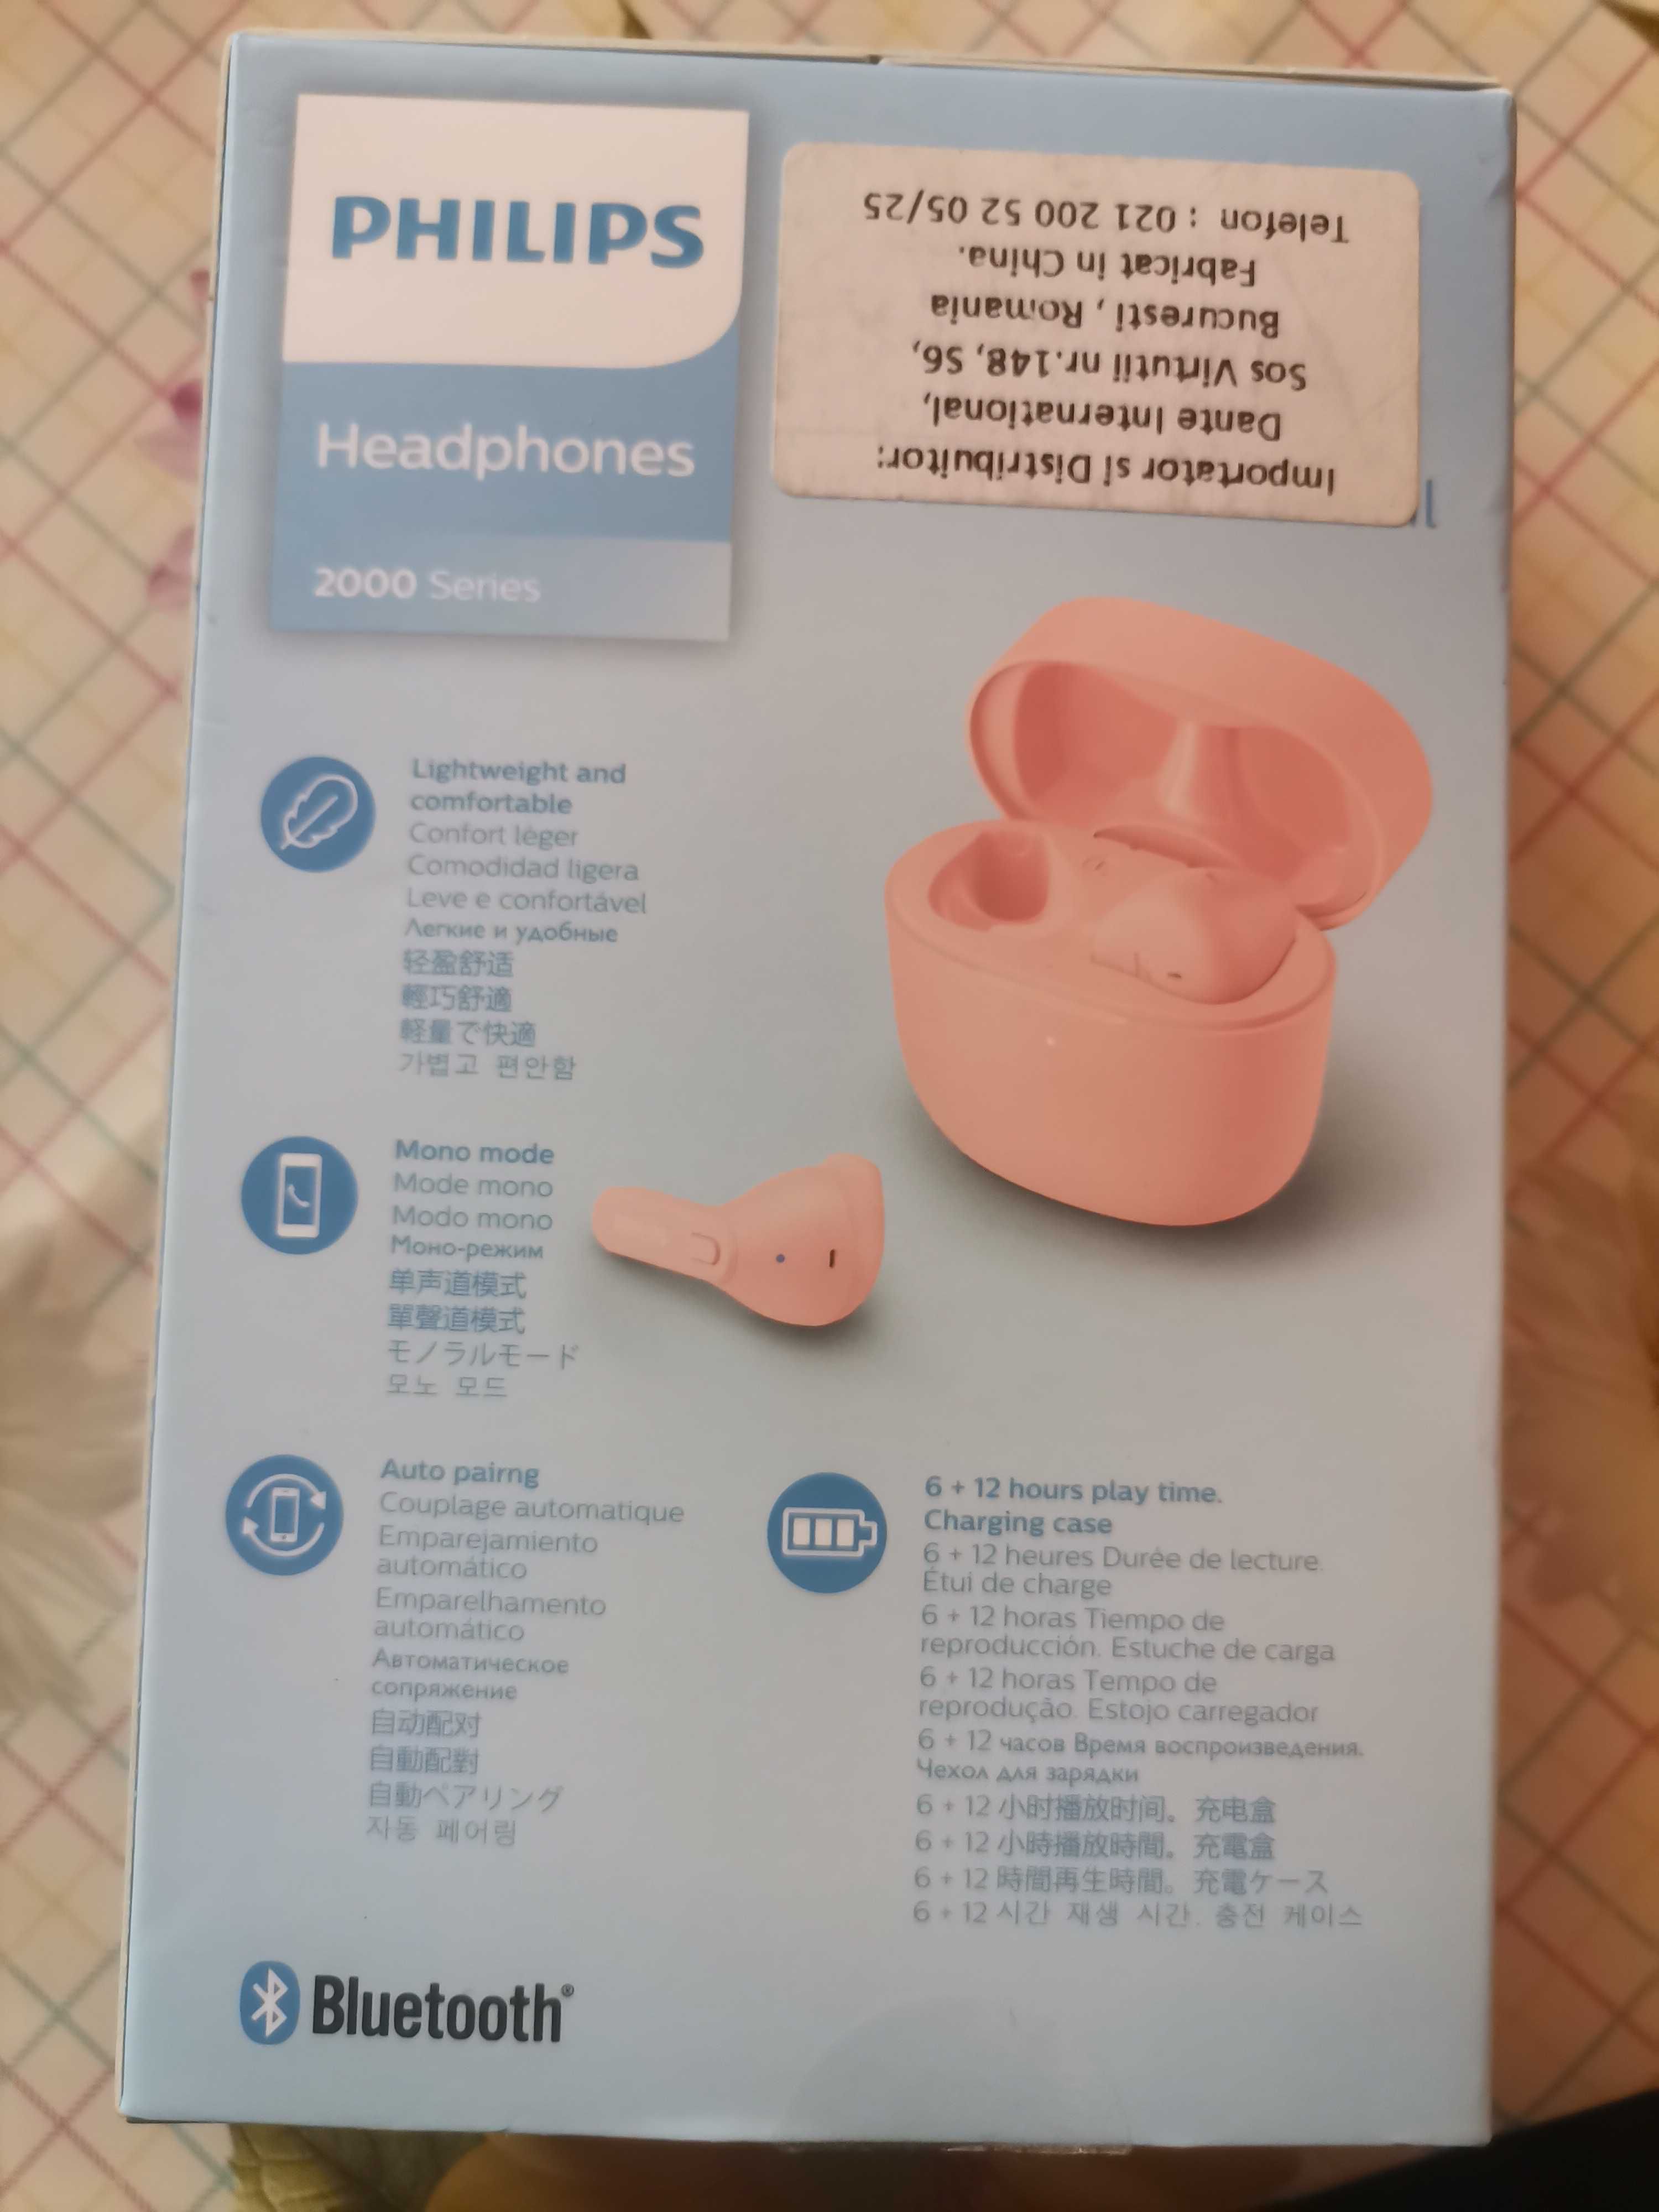 PHILIPS
Headphones
2000 Series
Importator si Distribuitor:
Dante International,
Sos Virtutii nr.148, S6,
Bucuresti, Romania
Fabricat in China.
Telefon : 021 200 52 05/25
Lightweight and
comfortable
Confort léger
Comodidad ligera
Leve e confortável
Легкие и удобные
轻盈舒适
輕巧舒適
軽量で快適
가볍고 편안함
Mono mode
Mode mono
Modo mono
Моно-режим
单声道模式
單聲道模式
モノラルモード
모노 모드
Auto pairng
Couplage automatique
Emparejamiento
automático
Emparelhamento
automático
Автоматическое
сопряжение
自动配对
自動配對
自動ペアリング
자동 페어링
6 + 12 hours play time.
Charging case
6 + 12 heures Durée de lecture.
Étui de charge
6 + 12 horas Tiempo de
reproducción. Estuche de carga
6 + 12 horas Tempo de
reprodução. Estojo carregador
6 + 12 часов Время воспроизведения.
Чехол для зарядки
6 + 12 小时播放时间。充电盒
6 + 12 小時播放時間。充電盒
6 + 12 時間再生時間。充電ケース
6 + 12 시간 재생 시간. 충전 케이스
Bluetooth®